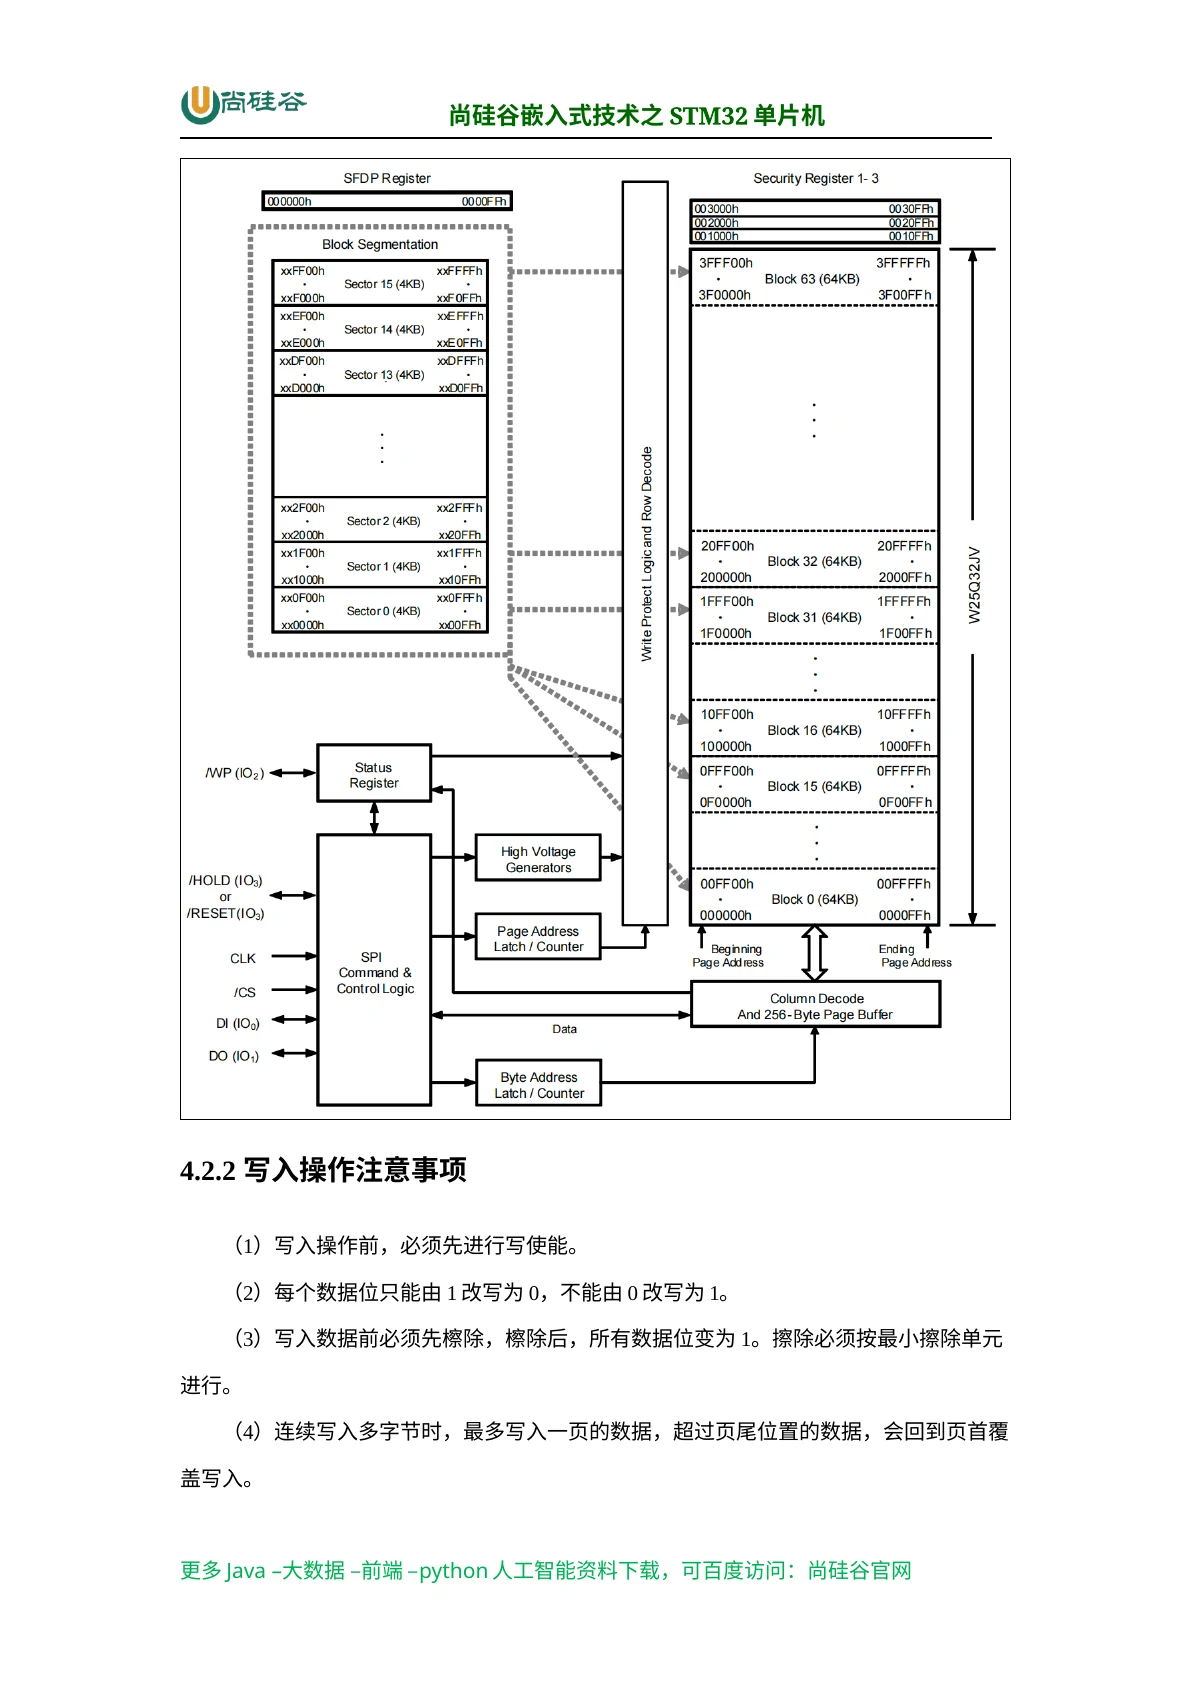 尚硅谷
尚硅谷嵌入式技术之 STM32 单片机
SFDP Register
000000h 0000FFh
Block Segmentation
xxFF00h xxFFFFh
Sector 15 (4KB)
xxF000h xxF0FFh
xxEF00h xxEFFFh
Sector 14 (4KB)
xxE000h xxE0FFh
xxDF00h xxDFFFh
Sector 13 (4KB)
xxD000h xxD0FFh
xx2F00h xx2FFFh
Sector 2 (4KB)
xx2000h xx20FFh
xx1F00h xx1FFFh
Sector 1 (4KB)
xx1000h xx10FFh
xx0F00h xx0FFFh
Sector 0 (4KB)
xx0000h xx00FFh
Write Protect Logic and Row Decode
Security Register 1- 3
003000h 0030FFh
002000h 0020FFh
001000h 0010FFh
3FFF00h 3FFFFFh
Block 63 (64KB)
3F0000h 3F00FFh
20FF00h 20FFFFh
Block 32 (64KB)
200000h 2000FFh
1FFF00h 1FFFFFh
Block 31 (64KB)
1F0000h 1F00FFh
10FF00h 10FFFFh
Block 16 (64KB)
100000h 1000FFh
0FFF00h 0FFFFFh
Block 15 (64KB)
0F0000h 0F00FFh
00FF00h 00FFFFh
Block 0 (64KB)
000000h 0000FFh
W25Q32JV
Beginning
Page Address
Ending
Page Address
/WP (IO2)
Status
Register
High Voltage
Generators
/HOLD (IO3)
or
/RESET(IO3)
Page Address
Latch / Counter
CLK
/CS
DI (IO0)
DO (IO1)
SPI
Command &
Control Logic
Column Decode
And 256-Byte Page Buffer
Data
Byte Address
Latch / Counter
4.2.2 写入操作注意事项
（1）写入操作前，必须先进行写使能。
（2）每个数据位只能由 1 改写为 0，不能由 0 改写为 1。
（3）写入数据前必须先檫除，檫除后，所有数据位变为 1。擦除必须按最小擦除单元
进行。
（4）连续写入多字节时，最多写入一页的数据，超过页尾位置的数据，会回到页首覆
盖写入。
更多 Java –大数据 –前端 –python 人工智能资料下载，可百度访问：尚硅谷官网